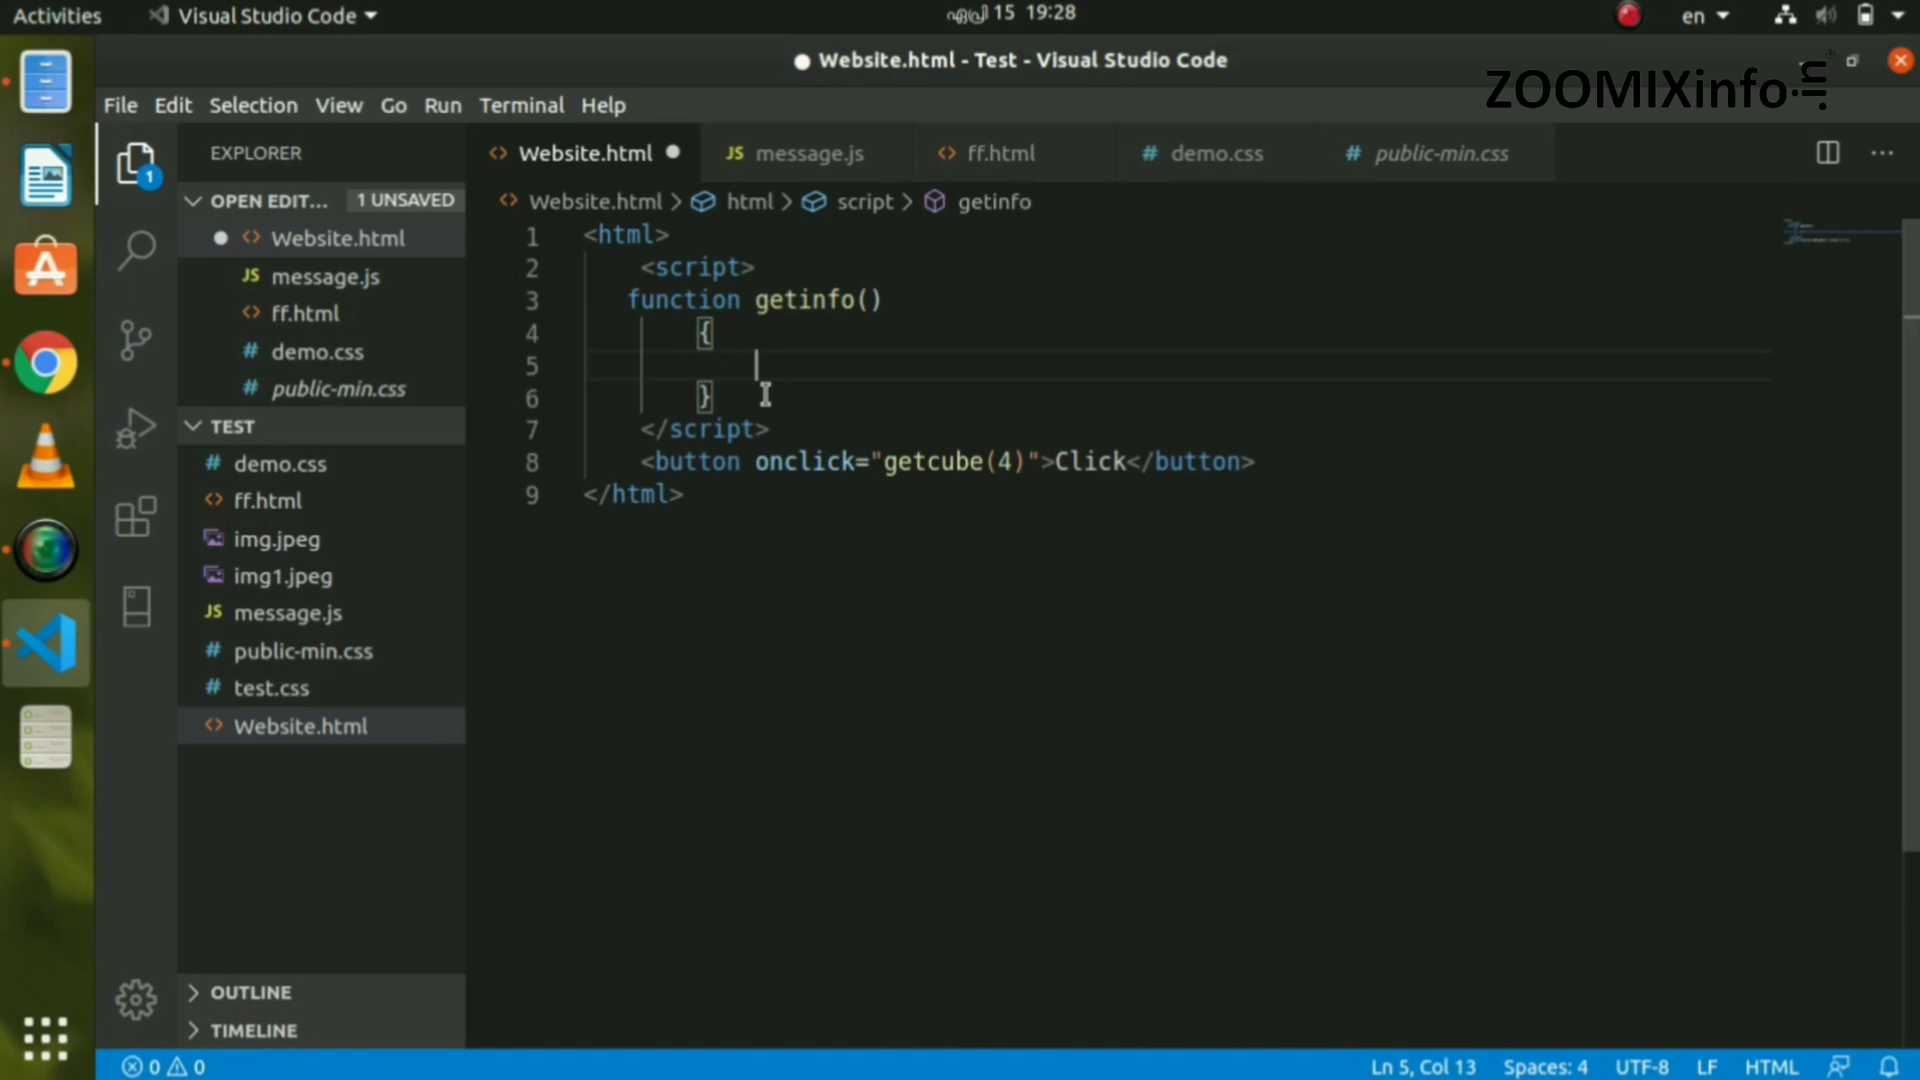 Activities
Visual Studio Code
ഏപ്രി 15 19:28
en
Website.html - Test - Visual Studio Code
ZOOMIXinfo.in
File Edit Selection View Go Run Terminal Help
EXPLORER
OPEN EDIT... 1 UNSAVED
<> Website.html
JS message.js
<> ff.html
# demo.css
# public-min.css
TEST
# demo.css
<> ff.html
img.jpeg
img1.jpeg
JS message.js
# public-min.css
# test.css
<> Website.html
OUTLINE
TIMELINE
1
<> Website.html JS message.js <> ff.html # demo.css # public-min.css
<> Website.html > html > script > getinfo
1 <html>
2 <script>
3 function getinfo()
4 {
5
6 }
7 </script>
8 <button onclick="getcube(4)">Click</button>
9 </html>
0 0 Ln 5, Col 13 Spaces: 4 UTF-8 LF HTML